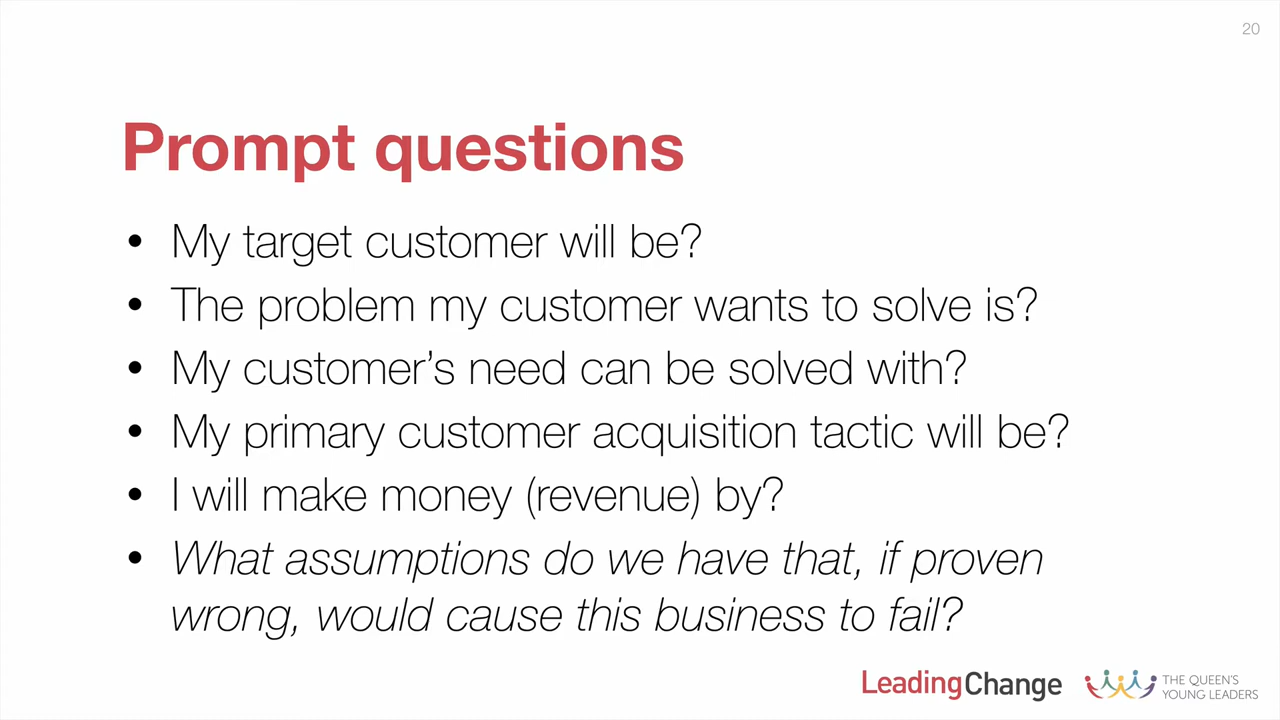 20
Prompt questions
• My target customer will be?
• The problem my customer wants to solve is?
• My customer’s need can be solved with?
• My primary customer acquisition tactic will be?
• I will make money (revenue) by?
• What assumptions do we have that, if proven
wrong, would cause this business to fail?
LeadingChange
THE QUEEN'S
YOUNG LEADERS